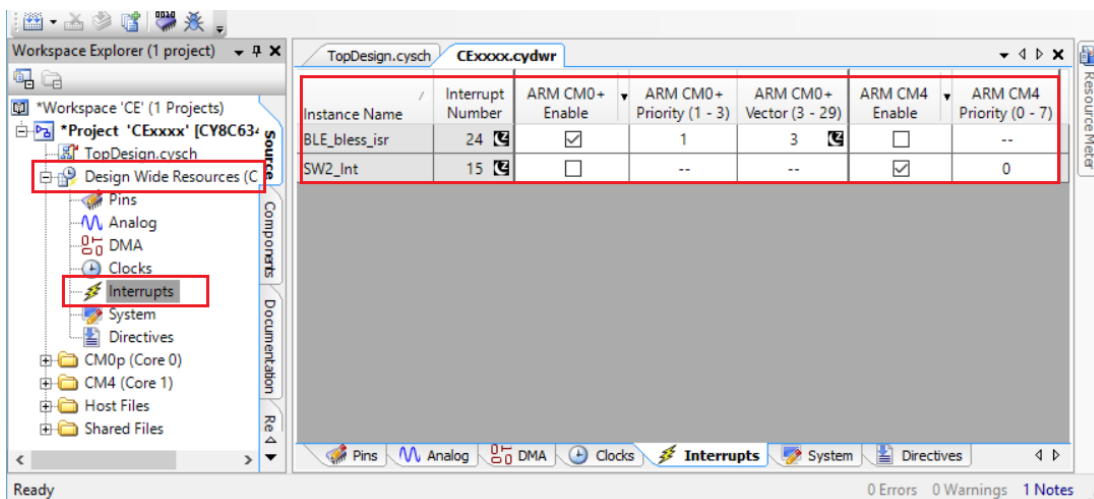 Workspace Explorer (1 project)
*Workspace 'CE' (1 Projects)
*Project 'CExxxx' [CY8C634
TopDesign.cysch
Design Wide Resources (C
Pins
Analog
DMA
Clocks
Interrupts
System
Directives
CM0p (Core 0)
CM4 (Core 1)
Host Files
Shared Files
Source
Components
Documentation
Re
TopDesign.cysch CExxxx.cydwr
Instance Name Interrupt Number ARM CM0+ Enable ARM CM0+ Priority (1 - 3) ARM CM0+ Vector (3 - 29) ARM CM4 Enable ARM CM4 Priority (0 - 7)
BLE_bless_isr 24 1 3 --
SW2_Int 15 -- -- 0
Pins Analog DMA Clocks Interrupts System Directives
Resource Meter
Ready 0 Errors 0 Warnings 1 Notes